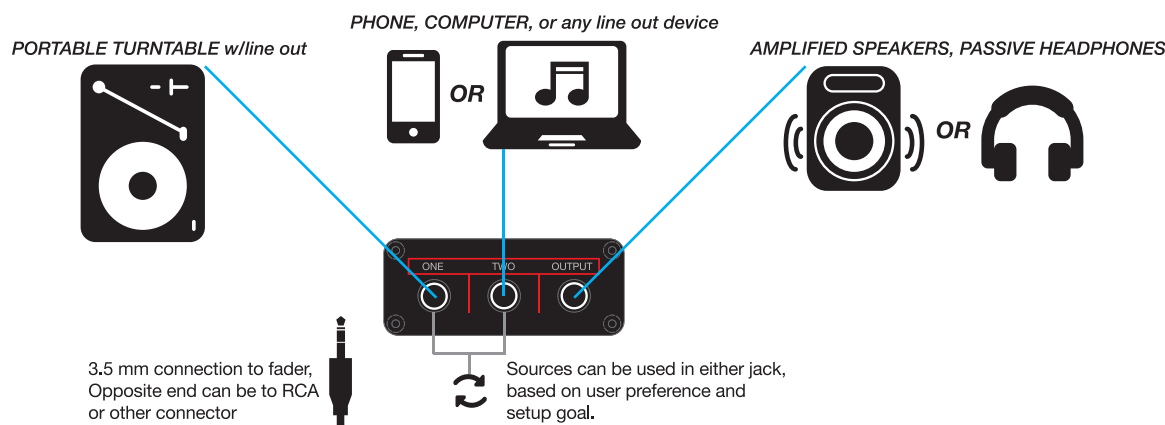 PHONE, COMPUTER, or any line out device
PORTABLE TURNTABLE w/line out
AMPLIFIED SPEAKERS, PASSIVE HEADPHONES
OR
OR
ONE
TWO
OUTPUT
3.5 mm connection to fader,
Opposite end can be to RCA
or other connector
Sources can be used in either jack,
based on user preference and
setup goal.